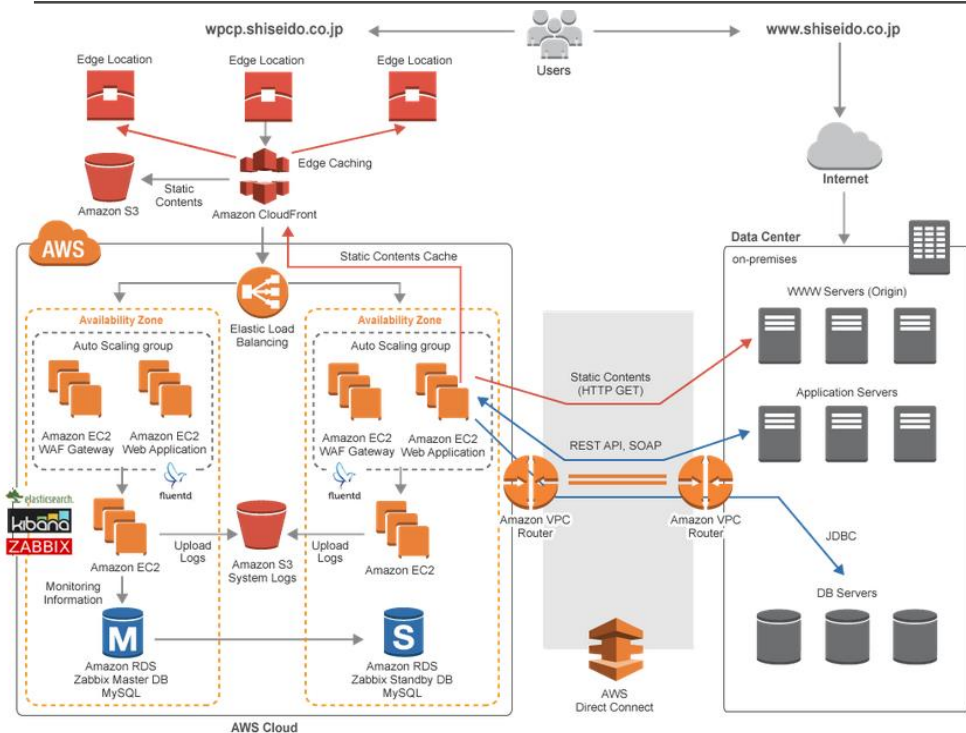 wpcp.shiseido.co.jp
www.shiseido.co.jp
Users
Edge Location
Edge Location
Edge Location
Edge Caching
Static
Contents
Amazon S3
Amazon CloudFront
Internet
AWS
Static Contents Cache
Data Center
on-premises
WWW Servers (Origin)
Elastic Load
Balancing
Availability Zone
Availability Zone
Auto Scaling group
Auto Scaling group
Static Contents
(HTTP GET)
Application Servers
Amazon EC2
WAF Gateway
Amazon EC2
Web Application
Amazon EC2
WAF Gateway
Amazon EC2
Web Application
REST API, SOAP
fluentd
fluentd
elasticsearch.
kibana
ZABBIX
Amazon VPC
Router
Amazon VPC
Router
JDBC
Upload
Logs
Upload
Logs
Amazon EC2
Amazon S3
System Logs
Amazon EC2
Monitoring
Information
DB Servers
M
S
Amazon RDS
Zabbix Master DB
MySQL
Amazon RDS
Zabbix Standby DB
MySQL
AWS
Direct Connect
AWS Cloud